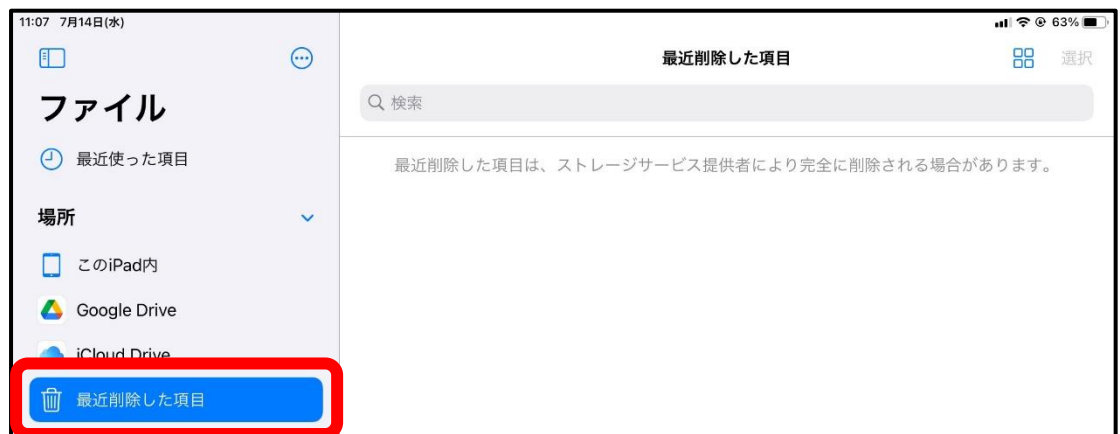 11:07 7月14日(水)
63%
ファイル
最近使った項目
場所
このiPad内
Google Drive
iCloud Drive
最近削除した項目
最近削除した項目
選択
検索
最近削除した項目は、ストレージサービス提供者により完全に削除される場合があります。